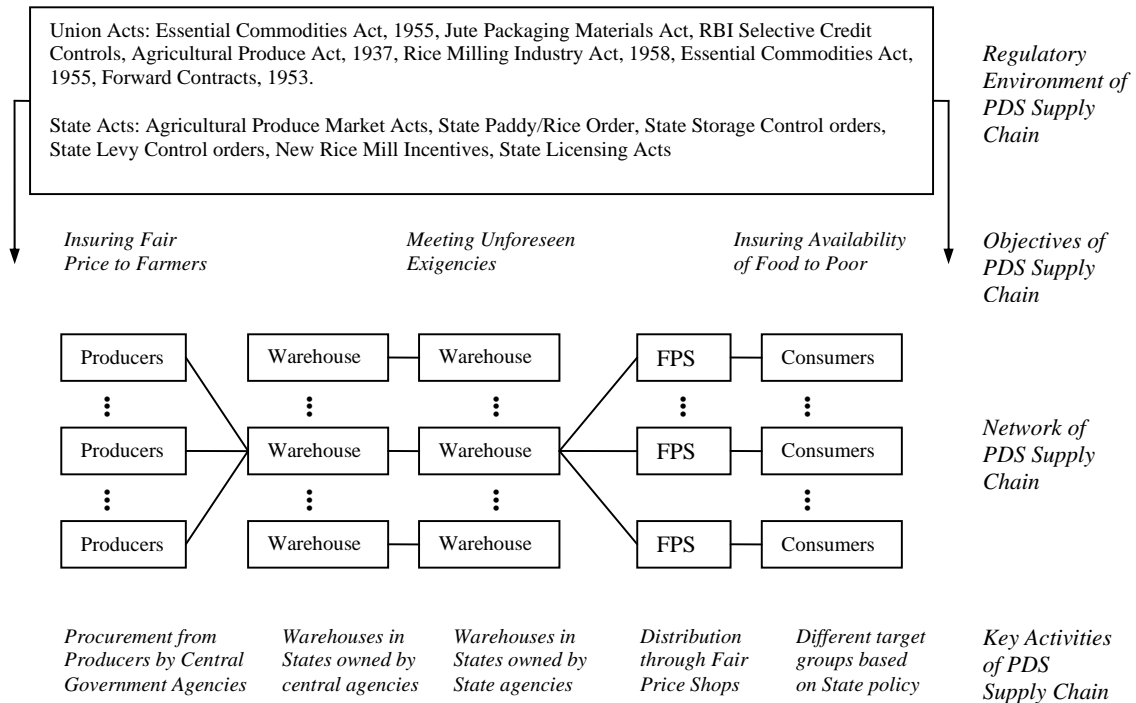 Union Acts: Essential Commodities Act, 1955, Jute Packaging Materials Act, RBI Selective Credit
Controls, Agricultural Produce Act, 1937, Rice Milling Industry Act, 1958, Essential Commodities Act,
1955, Forward Contracts, 1953.
State Acts: Agricultural Produce Market Acts, State Paddy/Rice Order, State Storage Control orders,
State Levy Control orders, New Rice Mill Incentives, State Licensing Acts
Regulatory
Environment of
PDS Supply
Chain
Insuring Fair
Price to Farmers
Meeting Unforeseen
Exigencies
Insuring Availability
of Food to Poor
Objectives of
PDS Supply
Chain
Producers
Warehouse
Warehouse
FPS
Consumers
Producers
Warehouse
Warehouse
FPS
Consumers
Producers
Warehouse
Warehouse
FPS
Consumers
Network of
PDS Supply
Chain
Procurement from
Producers by Central
Government Agencies
Warehouses in
States owned by
central agencies
Warehouses in
States owned by
State agencies
Distribution
through Fair
Price Shops
Different target
groups based
on State policy
Key Activities
of PDS
Supply Chain